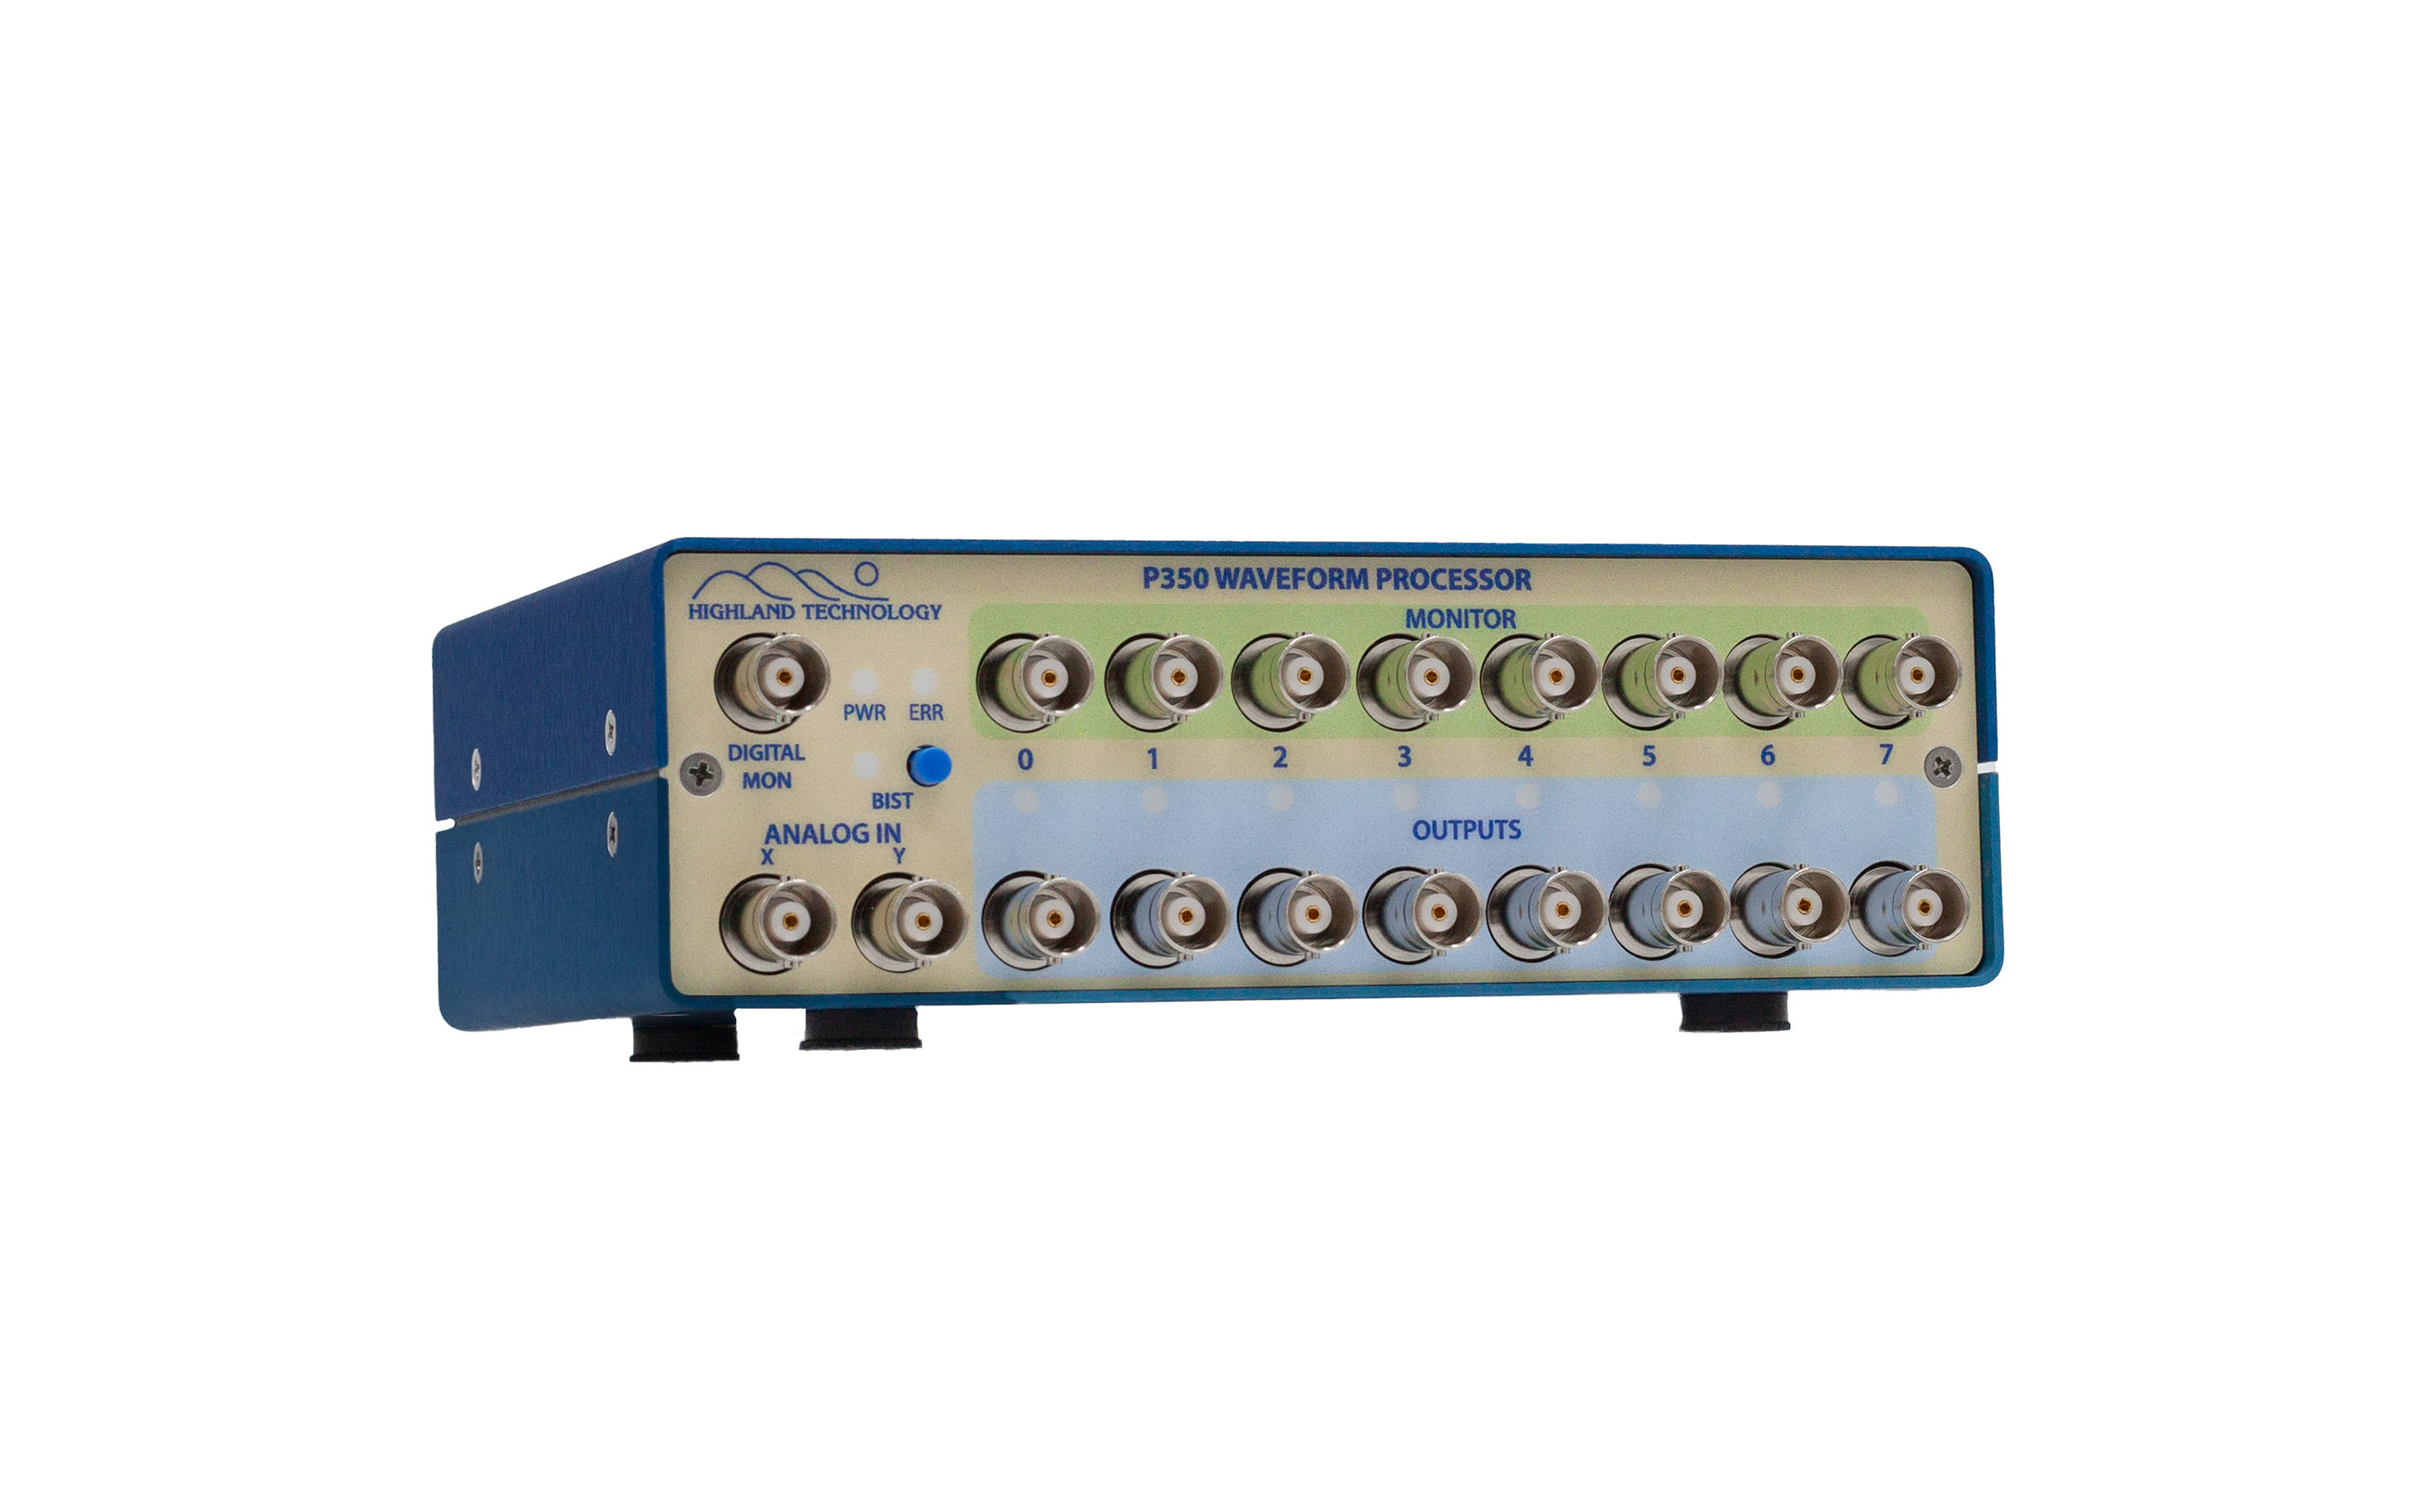 P350 WAVEFORM PROCESSOR
HIGHLAND TECHNOLOGY
MONITOR
PWR ERR
DIGITAL
MON
0 1 2 3 4 5 6 7
BIST
OUTPUTS
ANALOG IN
X Y